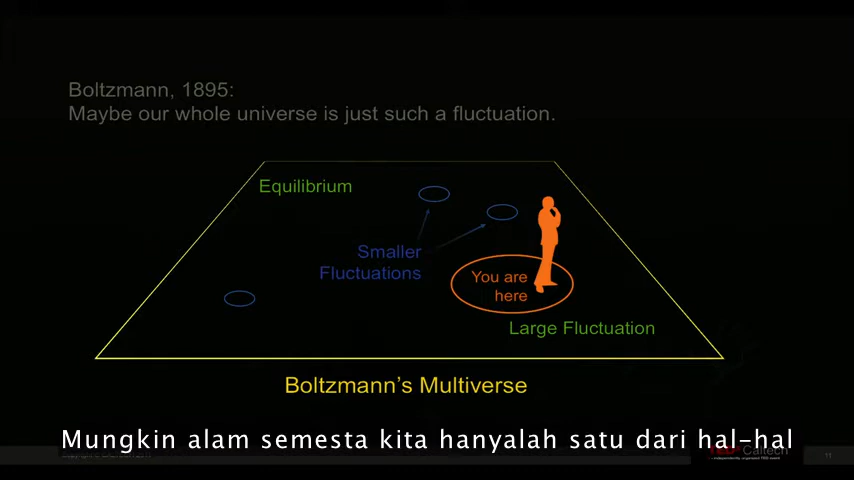 Boltzmann, 1895:
Maybe our whole universe is just such a fluctuation.
Equilibrium
Smaller
Fluctuations
You are
here
Large Fluctuation
Boltzmann's Multiverse
Mungkin alam semesta kita hanyalah satu dari hal-hal
Caltech
11